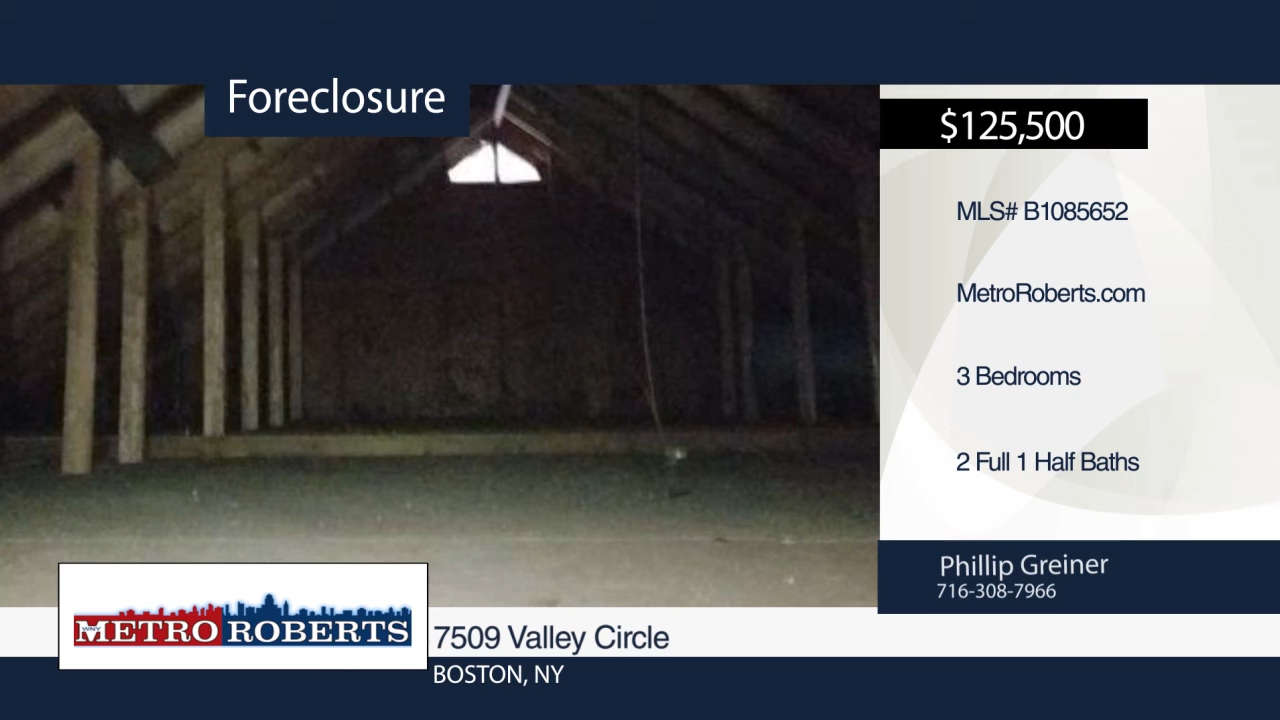 Foreclosure
$125,500
MLS# B1085652
MetroRoberts.com
3 Bedrooms
2 Full 1 Half Baths
Phillip Greiner
716-308-7966
WNY
METRO ROBERTS
7509 Valley Circle
BOSTON, NY